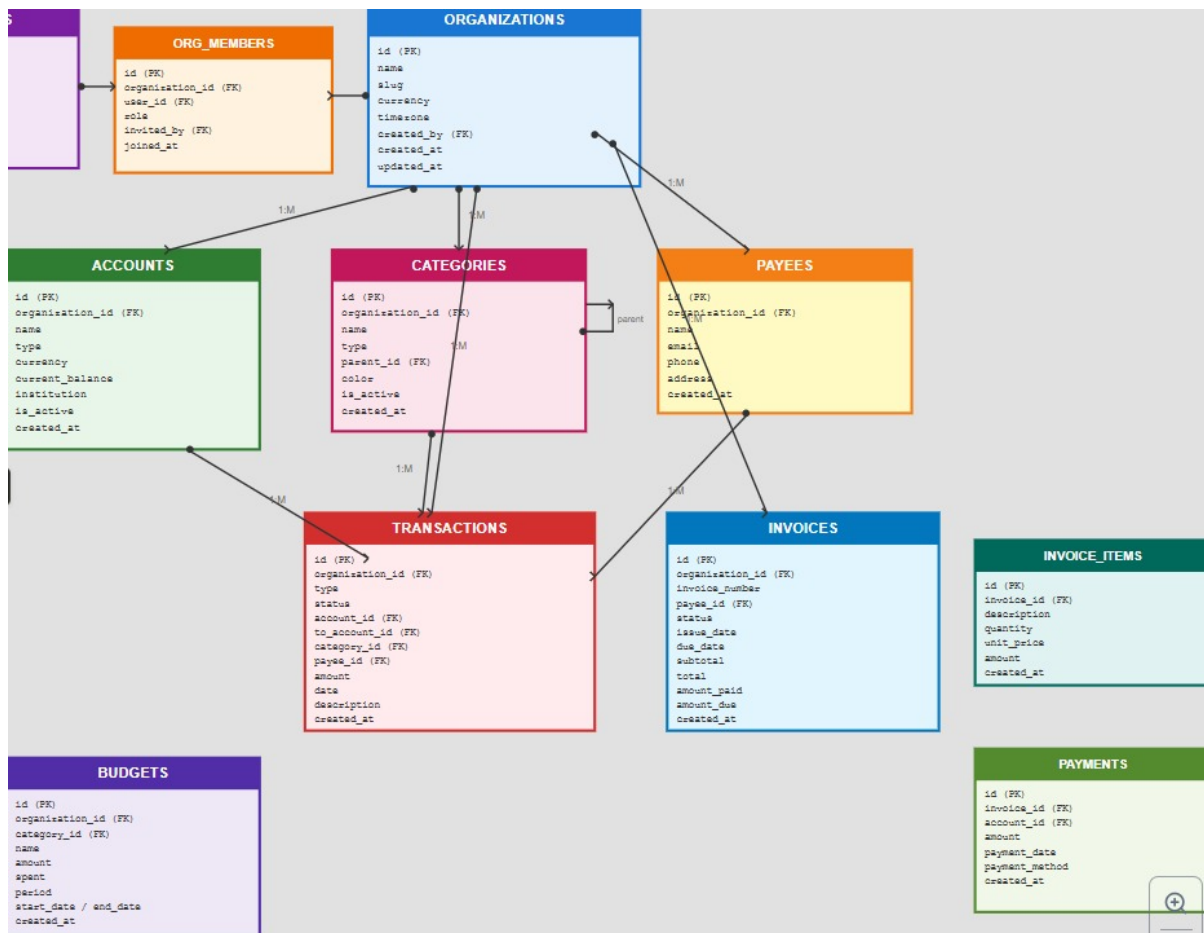 S
ORG_MEMBERS
id (PK)
organization_id (FK)
user_id (FK)
role
invited_by (FK)
joined_at
ORGANIZATIONS
id (PK)
name
slug
currency
timezone
created_by (FK)
created_at
updated_at
1:M
1:M
1:M
ACCOUNTS
id (PK)
organization_id (FK)
name
type
currency
current_balance
institution
is_active
created_at
CATEGORIES
id (PK)
organization_id (FK)
name
type
parent_id (FK)
color
is_active
created_at
parent
1:M
PAYEES
id (PK)
organization_id (FK)
name
email
phone
address
created_at
1:M
1:M
1:M
1:M
TRANSACTIONS
id (PK)
organization_id (FK)
type
status
account_id (FK)
to_account_id (FK)
category_id (FK)
payee_id (FK)
amount
date
description
created_at
INVOICES
id (PK)
organization_id (FK)
invoice_number
payee_id (FK)
status
issue_date
due_date
subtotal
total
amount_paid
amount_due
created_at
INVOICE_ITEMS
id (PK)
invoice_id (FK)
description
quantity
unit_price
amount
created_at
BUDGETS
id (PK)
organization_id (FK)
category_id (FK)
name
amount
spent
period
start_date / end_date
created_at
PAYMENTS
id (PK)
invoice_id (FK)
account_id (FK)
amount
payment_date
payment_method
created_at